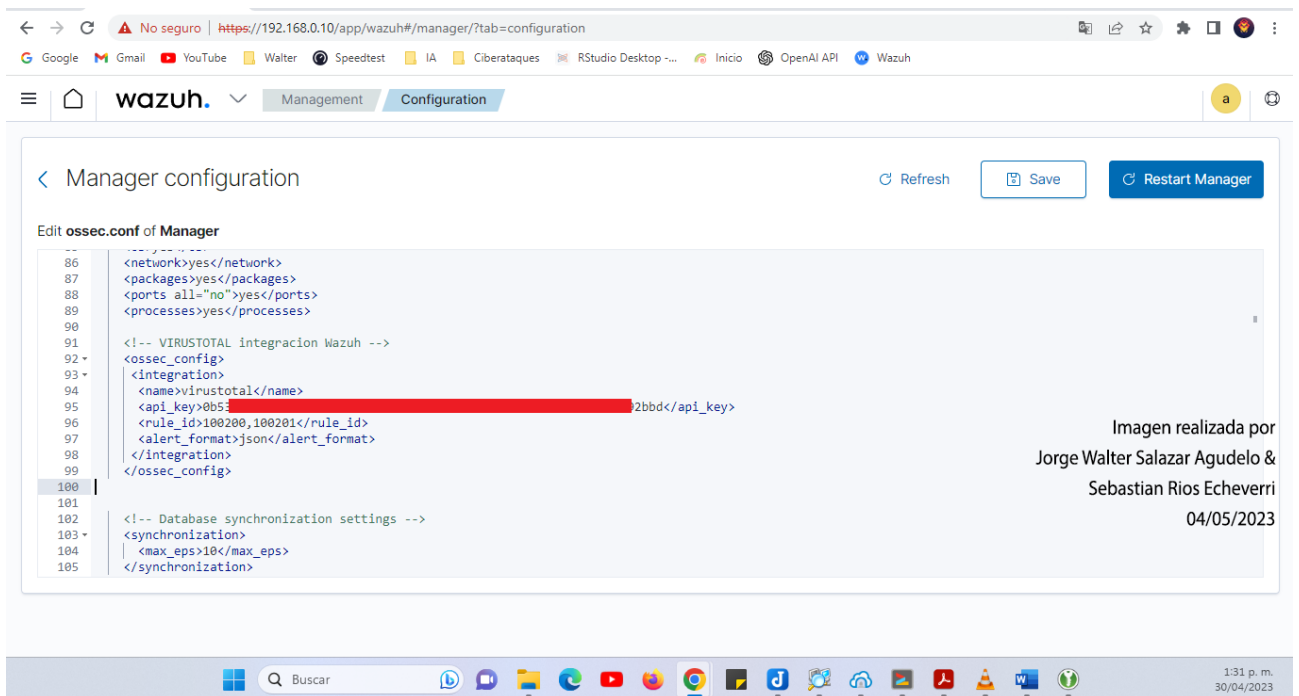 No seguro | https://192.168.0.10/app/wazuh#/manager/?tab=configuration
Google Gmail YouTube Walter Speedtest IA Ciberataques RStudio Desktop -... Inicio OpenAI API Wazuh
wazuh. Management Configuration a
Manager configuration Refresh Save Restart Manager
Edit ossec.conf of Manager
86 <network>yes</network>
87 <packages>yes</packages>
88 <ports all="no">yes</ports>
89 <processes>yes</processes>
90
91 <!-- VIRUSTOTAL integracion Wazuh -->
92 <ossec_config>
93 <integration>
94 <name>virustotal</name>
95 <api_key>0b53 2bbd</api_key>
96 <rule_id>100200,100201</rule_id>
97 <alert_format>json</alert_format>
98 </integration>
99 </ossec_config>
100
101
102 <!-- Database synchronization settings -->
103 <synchronization>
104 <max_eps>10</max_eps>
105 </synchronization>
Imagen realizada por
Jorge Walter Salazar Agudelo &
Sebastian Rios Echeverri
04/05/2023
Buscar
1:31 p. m.
30/04/2023